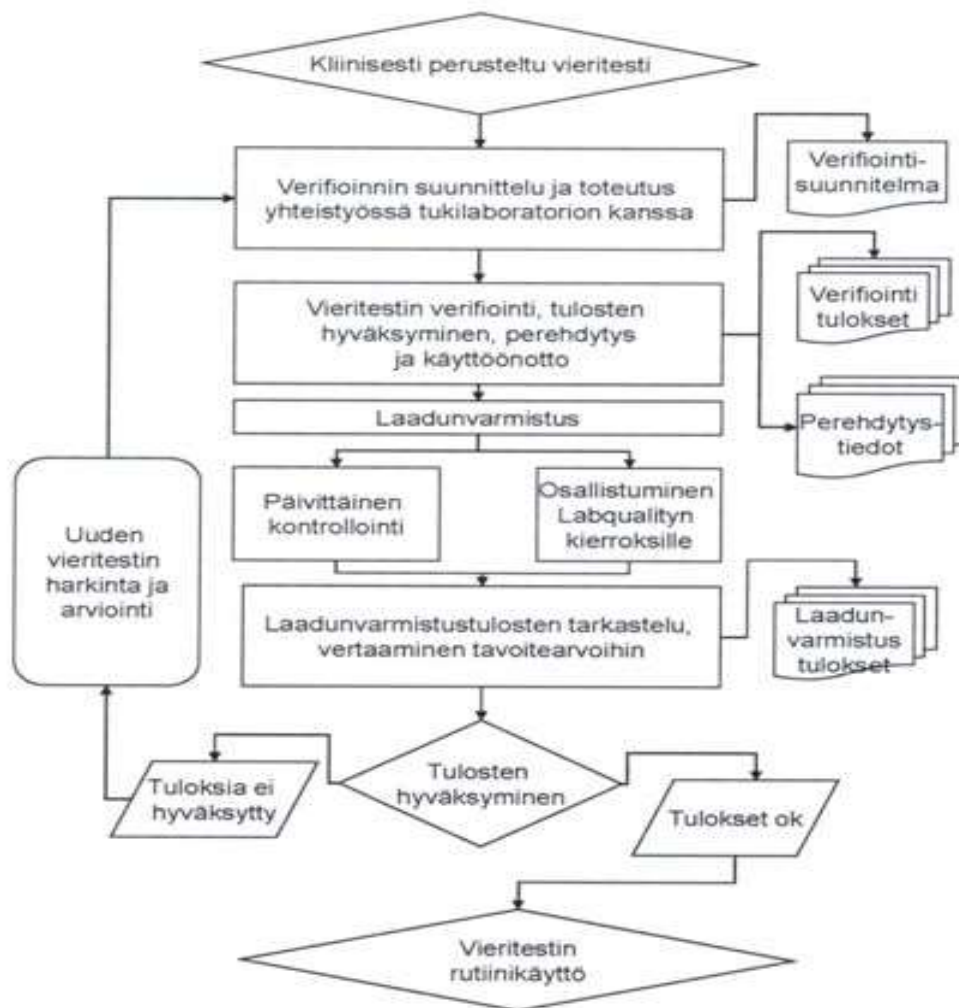 Kliinisesti perusteltu vieritesti
Verifioinnin suunnittelu ja toteutus
yhteistyössä tukilaboratorion kanssa
Verifiointi-
suunnitelma
Vieritestin verifiointi, tulosten
hyväksyminen, perehdytys
ja käyttöönotto
Verifiointi
tulokset
Perehdytys-
tiedot
Laadunvarmistus
Päivittäinen
kontrollointi
Osallistuminen
Labqualityn
kierroksille
Uuden
vieritestin
harkinta ja
arviointi
Laadunvarmistustulosten tarkastelu,
vertaaminen tavoitearvoihin
Laadun-
varmistus
tulokset
Tulosten
hyväksyminen
Tuloksia ei
hyväksytty
Tulokset ok
Vieritestin
rutiinikäyttö